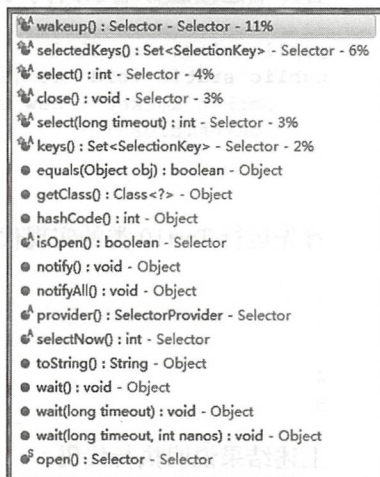 wakeup() : Selector - Selector - 11%
selectedKeys() : Set<SelectionKey> - Selector - 6%
select() : int - Selector - 4%
close() : void - Selector - 3%
select(long timeout) : int - Selector - 3%
keys() : Set<SelectionKey> - Selector - 2%
equals(Object obj) : boolean - Object
getClass() : Class<?> - Object
hashCode() : int - Object
isOpen() : boolean - Selector
notify() : void - Object
notifyAll() : void - Object
provider() : SelectorProvider - Selector
selectNow() : int - Selector
toString() : String - Object
wait() : void - Object
wait(long timeout) : void - Object
wait(long timeout, int nanos) : void - Object
open() : Selector - Selector